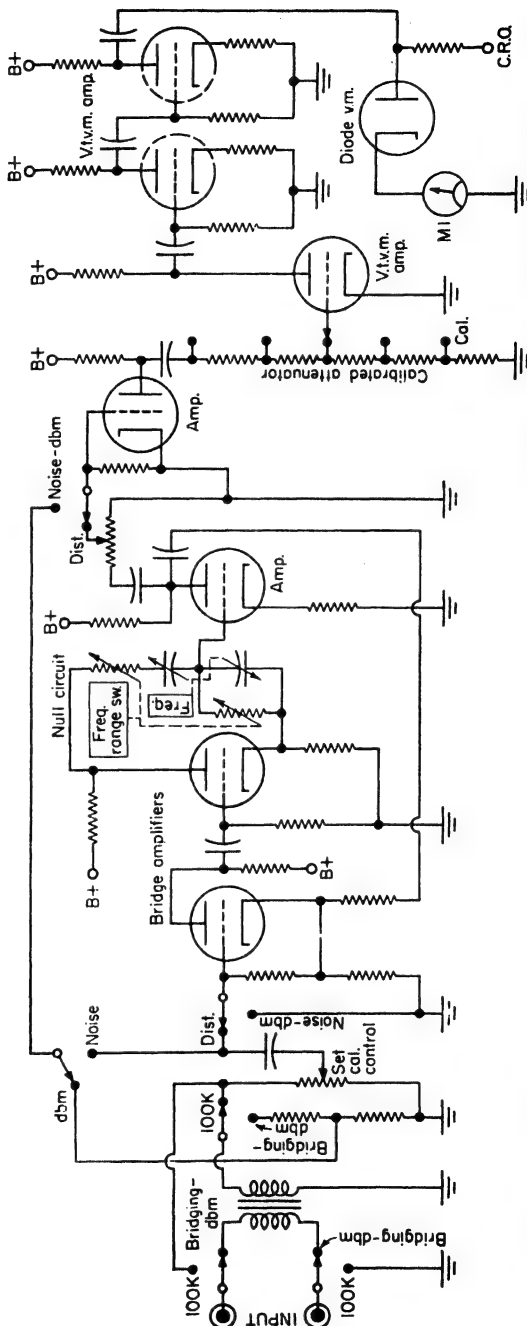 INPUT
100K
100K
Bridging-
dbm
Bridging-dbm
100K
Bridging-
dbm
Set
cal.
control
dbm
Noise
Dist.
Noise-dbm
Bridge amplifiers
B+
B+
Null circuit
Freq.
range sw.
Freq.
B+
Amp.
Dist.
Noise-dbm
Amp.
B+
Calibrated attenuator
Cal.
B+
V.t.v.m.
amp.
B+
V.t.v.m. amp.
B+
Diode v.m.
M1
C.R.O.